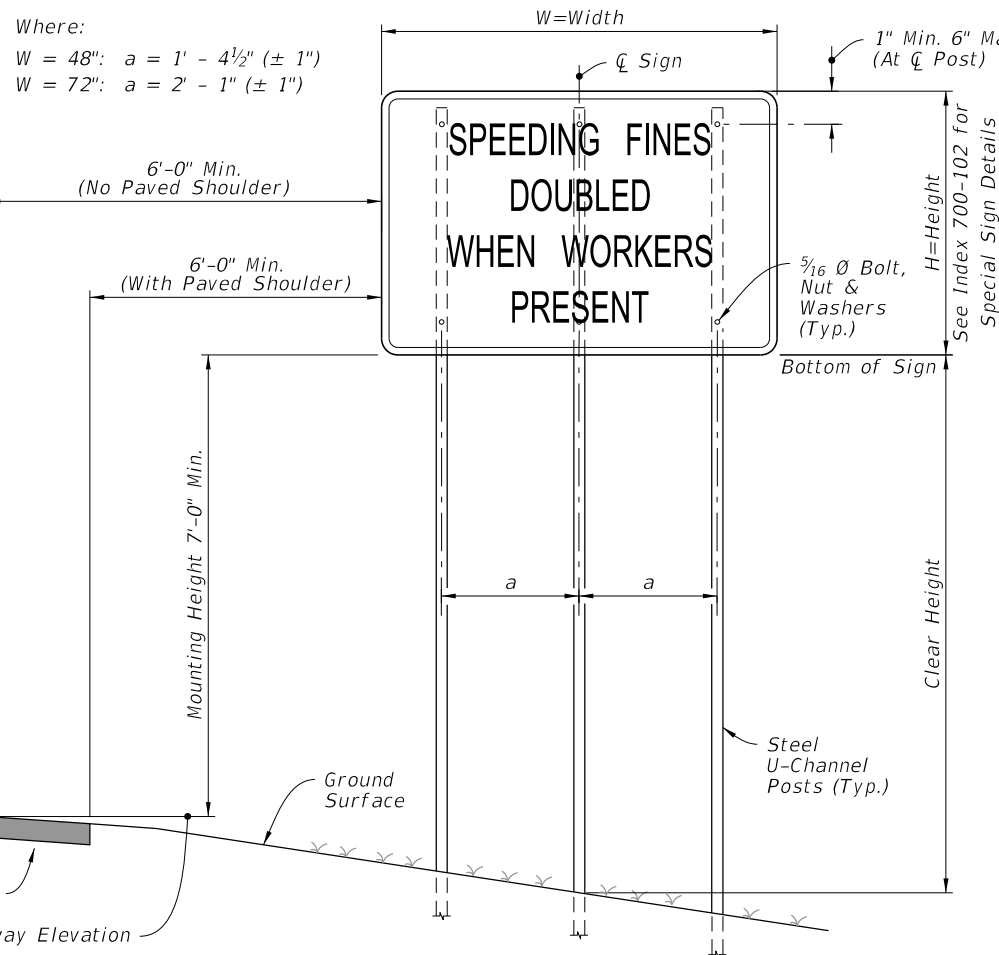 Where:
W = 48": a = 1' - 4½" (± 1")
W = 72": a = 2' - 1" (± 1")
W=Width
℄ Sign
1" Min. 6"
(At ℄ Post)
SPEEDING FINES
DOUBLED
WHEN WORKERS
PRESENT
6'-0" Min.
(No Paved Shoulder)
6'-0" Min.
(With Paved Shoulder)
5/16 Ø Bolt,
Nut &
Washers
(Typ.)
H=Height
See Index 700-102 for
Special Sign Details
Bottom of Sign
Mounting Height 7'-0" Min.
a
a
Clear Height
Steel
U-Channel
Posts (Typ.)
Ground
Surface
Elevation